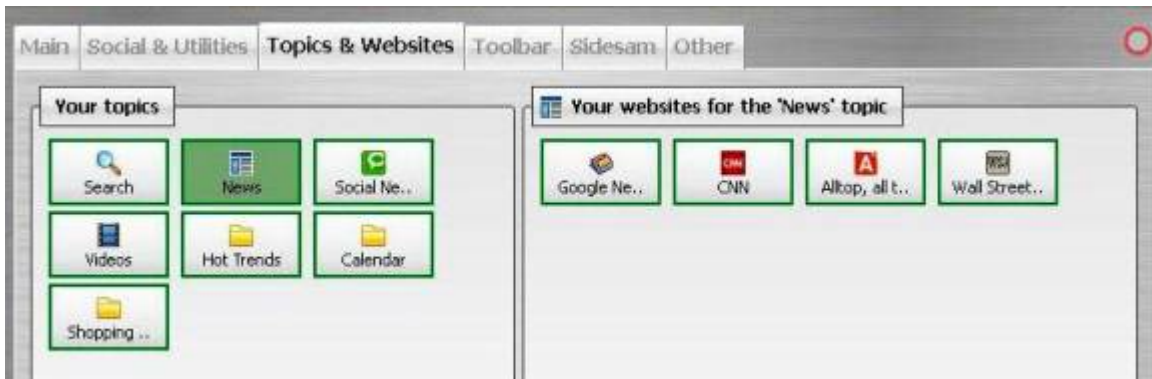 Main Social & Utilities Topics & Websites Toolbar Sidesam Other
Your topics
Search News Social Ne..
Videos Hot Trends Calendar
Shopping ..
Your websites for the 'News' topic
Google Ne.. CNN Alltop, all t.. Wall Street..